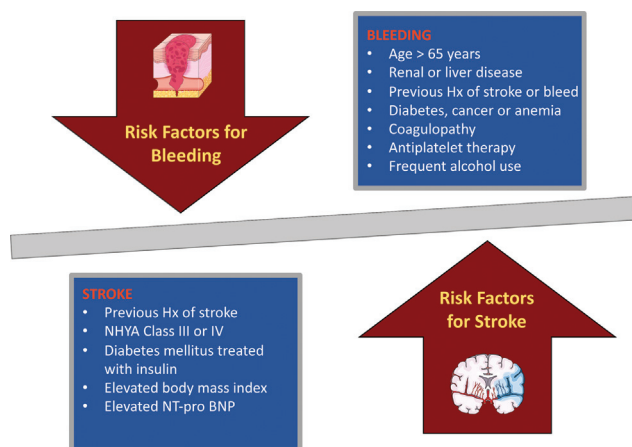 Risk Factors for
Bleeding
BLEEDING
• Age > 65 years
• Renal or liver disease
• Previous Hx of stroke or bleed
• Diabetes, cancer or anemia
• Coagulopathy
• Antiplatelet therapy
• Frequent alcohol use
STROKE
• Previous Hx of stroke
• NHYA Class III or IV
• Diabetes mellitus treated
with insulin
• Elevated body mass index
• Elevated NT-pro BNP
Risk Factors
for Stroke